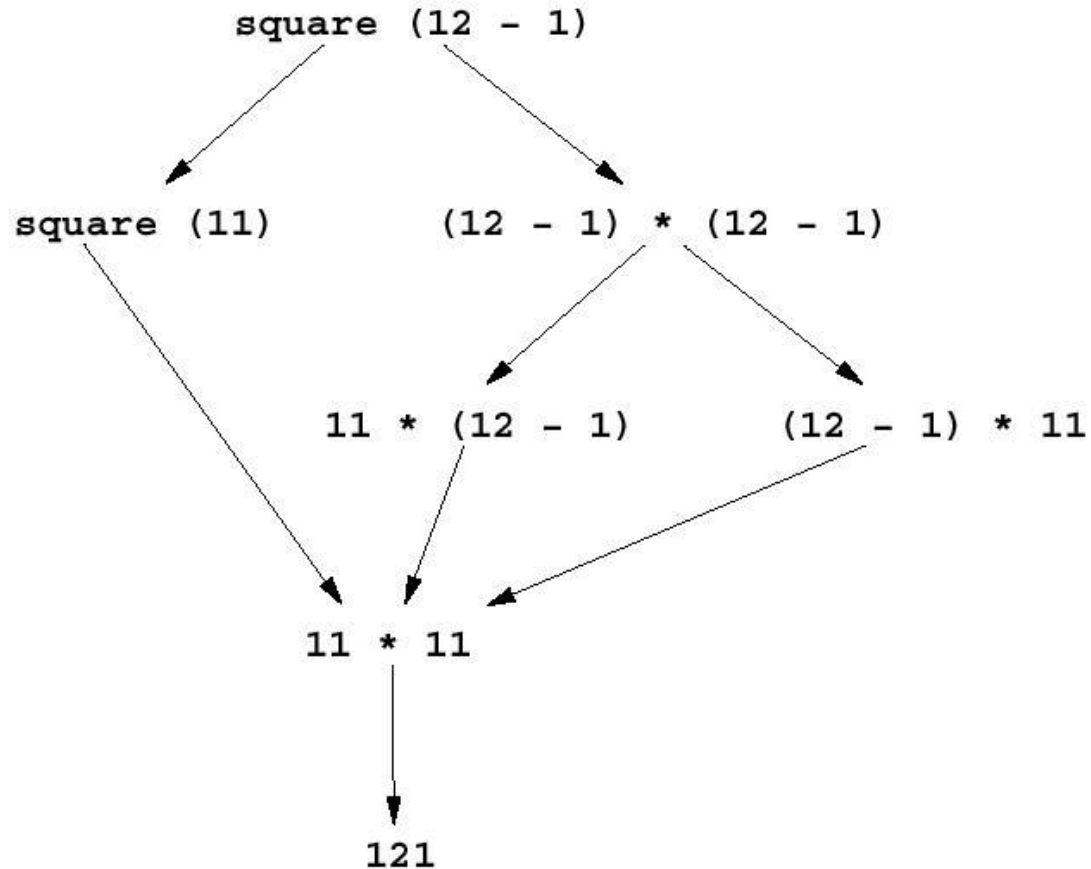 square (12 - 1)
square (11)
(12 - 1) * (12 - 1)
11 * (12 - 1)
(12 - 1) * 11
11 * 11
121